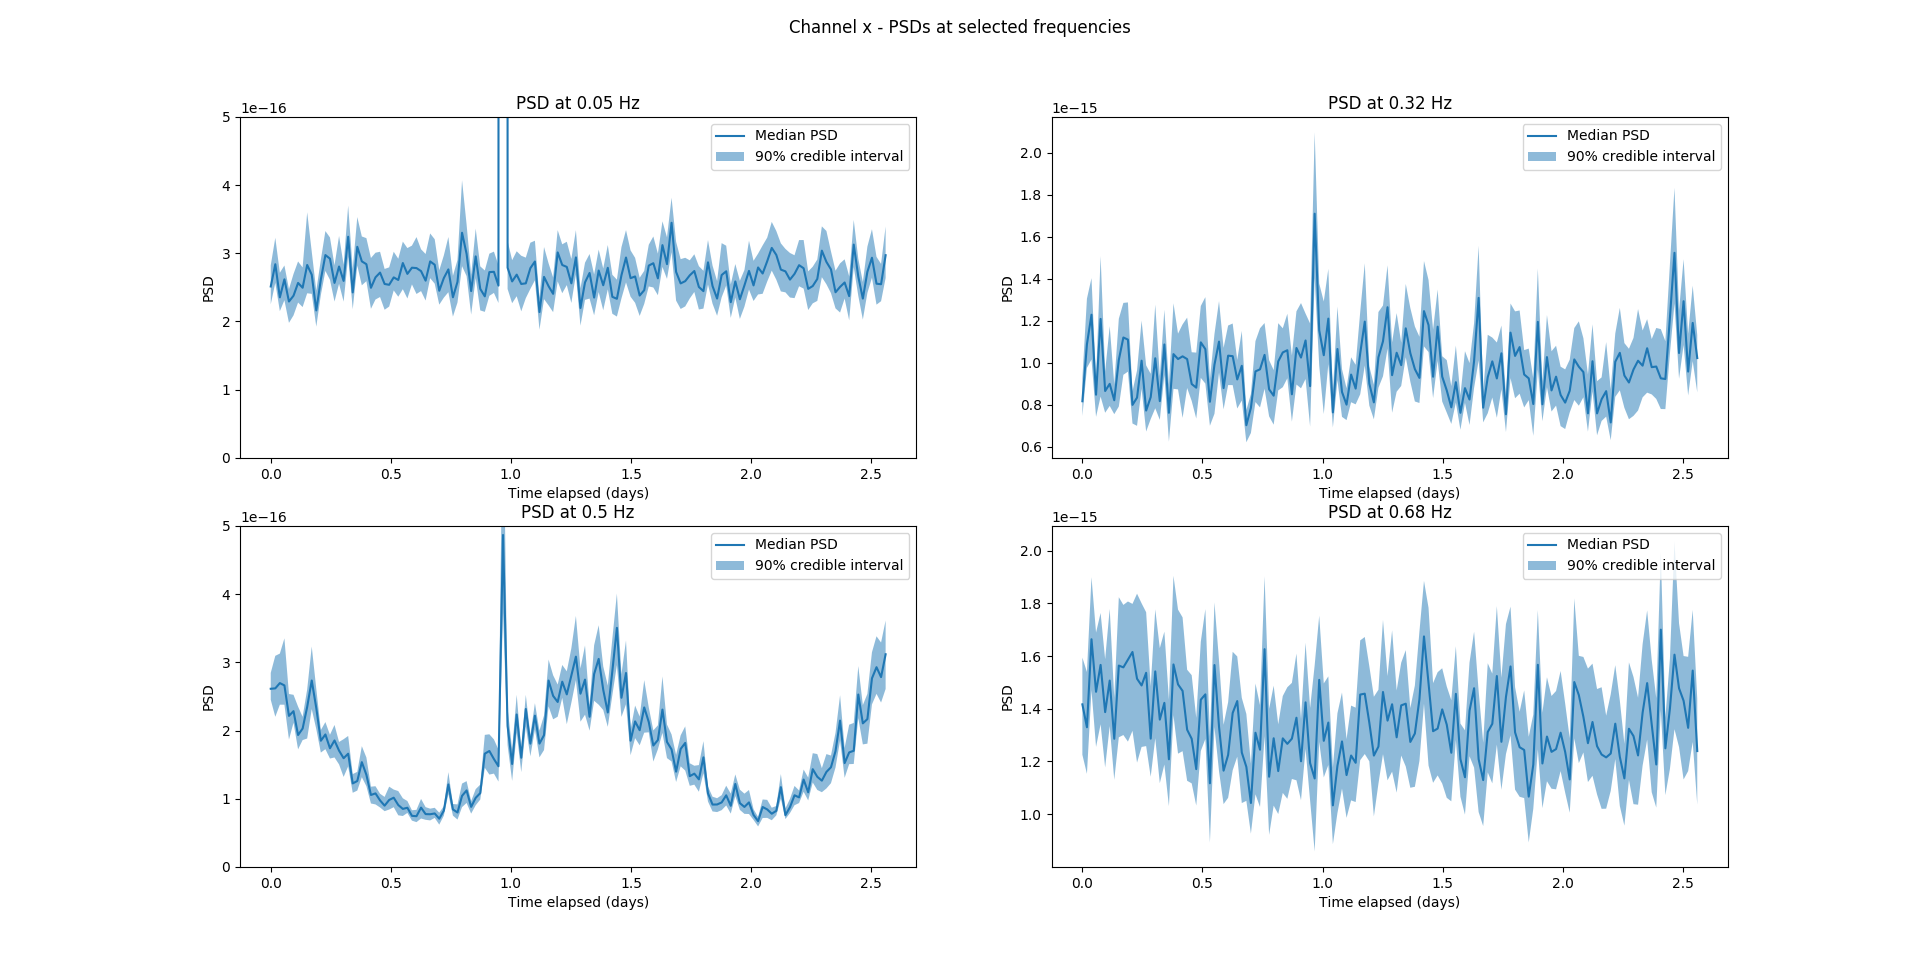 Channel x - PSDs at selected frequencies
PSD at 0.05 Hz
1e−16
Median PSD
90% credible interval
PSD
5
4
3
2
1
0
0.0 0.5 1.0 1.5 2.0 2.5
Time elapsed (days)
PSD at 0.32 Hz
1e−15
Median PSD
90% credible interval
PSD
2.0
1.8
1.6
1.4
1.2
1.0
0.8
0.6
0.0 0.5 1.0 1.5 2.0 2.5
Time elapsed (days)
PSD at 0.5 Hz
1e−16
Median PSD
90% credible interval
PSD
5
4
3
2
1
0
0.0 0.5 1.0 1.5 2.0 2.5
Time elapsed (days)
PSD at 0.68 Hz
1e−15
Median PSD
90% credible interval
PSD
2.0
1.8
1.6
1.4
1.2
1.0
0.0 0.5 1.0 1.5 2.0 2.5
Time elapsed (days)